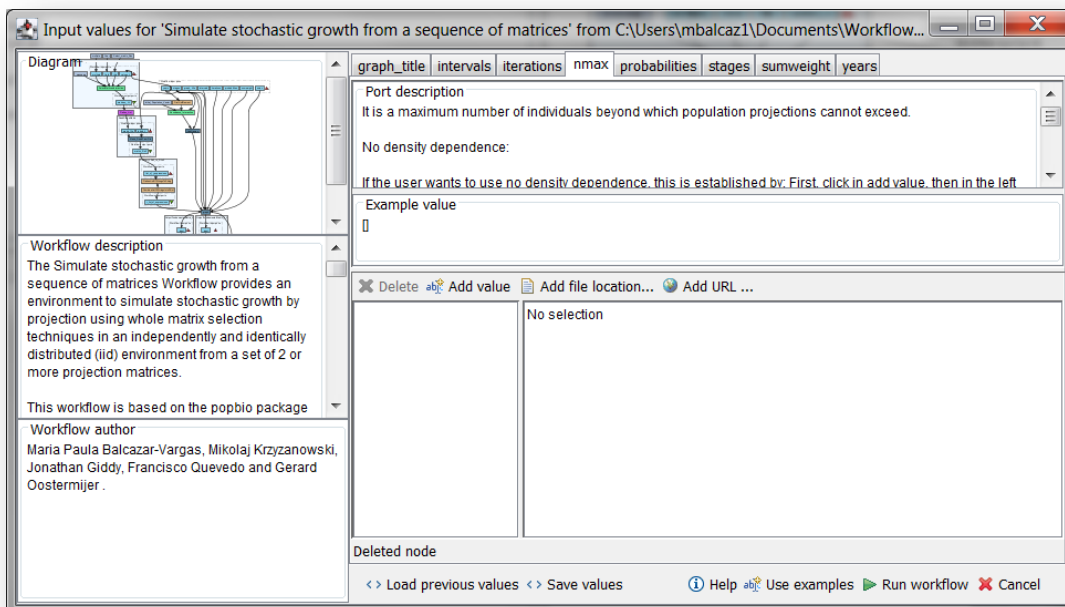 Input values for 'Simulate stochastic growth from a sequence of matrices' from C:\Users\mbalcaz1\Documents\Workflow...
Diagram
Workflow description
The Simulate stochastic growth from a
sequence of matrices Workflow provides an
environment to simulate stochastic growth by
projection using whole matrix selection
techniques in an independently and identically
distributed (iid) environment from a set of 2 or
more projection matrices.
This workflow is based on the popbio package
Workflow author
Maria Paula Balcazar-Vargas, Mikolaj Krzyzanowski,
Jonathan Giddy, Francisco Quevedo and Gerard
Oostermijer .
graph_title intervals iterations nmax probabilities stages sumweight years
Port description
It is a maximum number of individuals beyond which population projections cannot exceed.
No density dependence:
If the user wants to use no density dependence, this is established by: First, click in add value, then in the left
Example value
[]
Delete Add value Add file location... Add URL ...
No selection
Deleted node
Load previous values Save values Help Use examples Run workflow Cancel